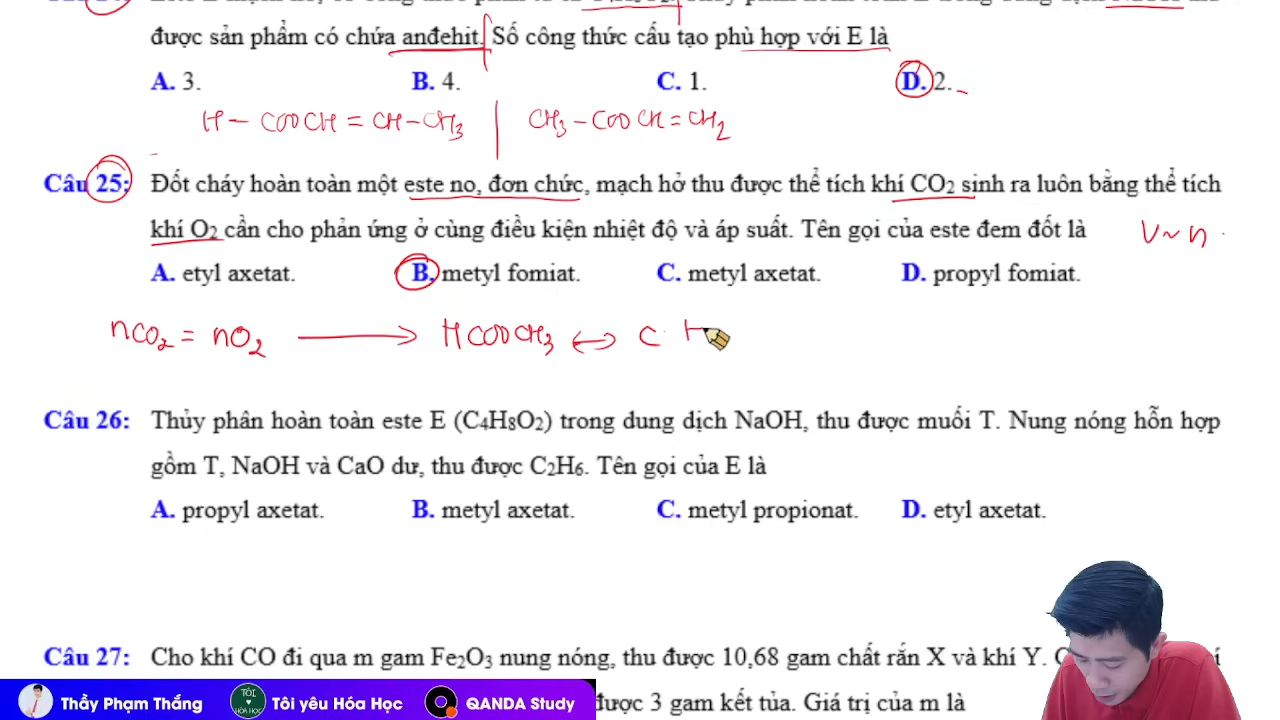 được sản phẩm có chứa anđehit. Số công thức cấu tạo phù hợp với E là
A. 3. B. 4. C. 1. D. 2.
H – COOCH = CH – CH3 | CH3 – COOCH = CH2
Câu 25: Đốt cháy hoàn toàn một este no, đơn chức, mạch hở thu được thể tích khí CO2 sinh ra luôn bằng thể tích
khí O2 cần cho phản ứng ở cùng điều kiện nhiệt độ và áp suất. Tên gọi của este đem đốt là
V ~ n
A. etyl axetat. B. metyl fomiat. C. metyl axetat. D. propyl fomiat.
nCO2 = nO2 → HCOOCH3 ↔ C . H
Câu 26: Thủy phân hoàn toàn este E (C4H8O2) trong dung dịch NaOH, thu được muối T. Nung nóng hỗn hợp
gồm T, NaOH và CaO dư, thu được C2H6. Tên gọi của E là
A. propyl axetat. B. metyl axetat. C. metyl propionat. D. etyl axetat.
Câu 27: Cho khí CO đi qua m gam Fe2O3 nung nóng, thu được 10,68 gam chất rắn X và khí Y.
được 3 gam kết tủa. Giá trị của m là
Thầy Phạm Thắng TÔI YÊU HÓA HỌC Tôi yêu Hóa Học QANDA Study